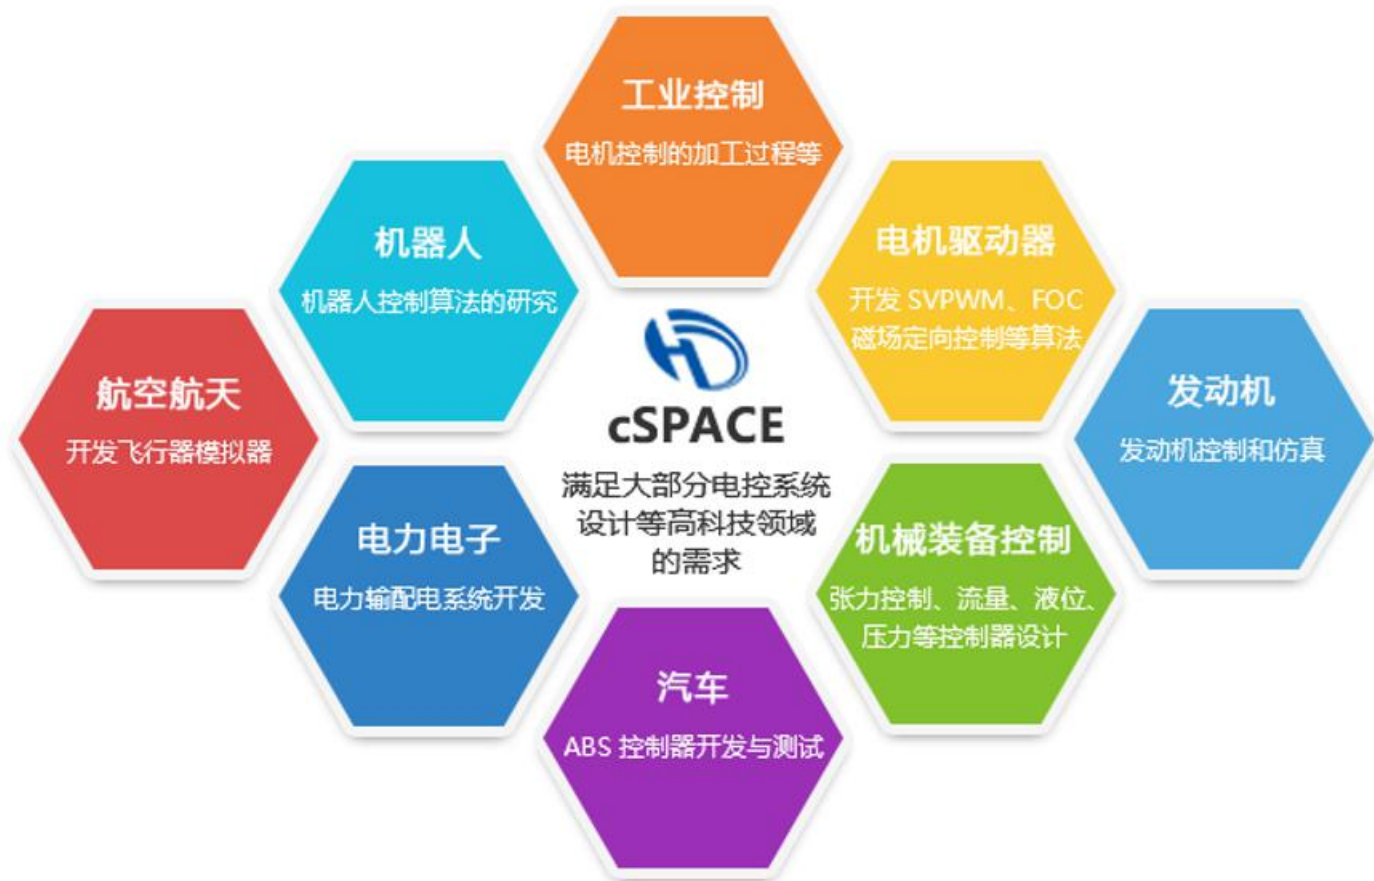 工业控制
电机控制的加工过程等
机器人
机器人控制算法的研究
电机驱动器
开发 SVPWM、FOC
磁场定向控制等算法
航空航天
开发飞行器模拟器
cSPACE
满足大部分电控系统
设计等高科技领域
的需求
发动机
发动机控制和仿真
电力电子
电力输配电系统开发
机械装备控制
张力控制、流量、液位、
压力等控制器设计
汽车
ABS 控制器开发与测试